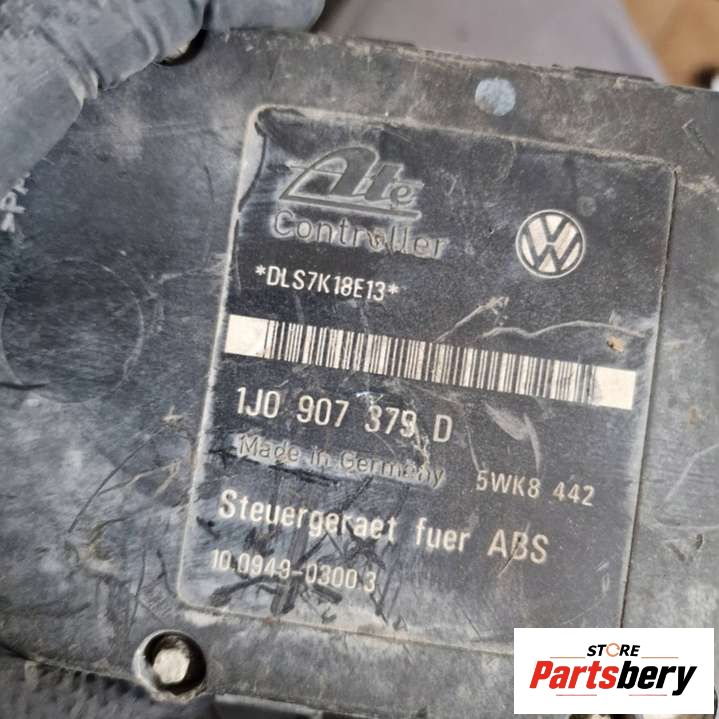 Ate
Controller
*DLS7K18E13*
1J0 907 379 D
Made in Germany
5WK8 442
Steuergeraet fuer ABS
10.0949-0300.3
STORE
Partsbery